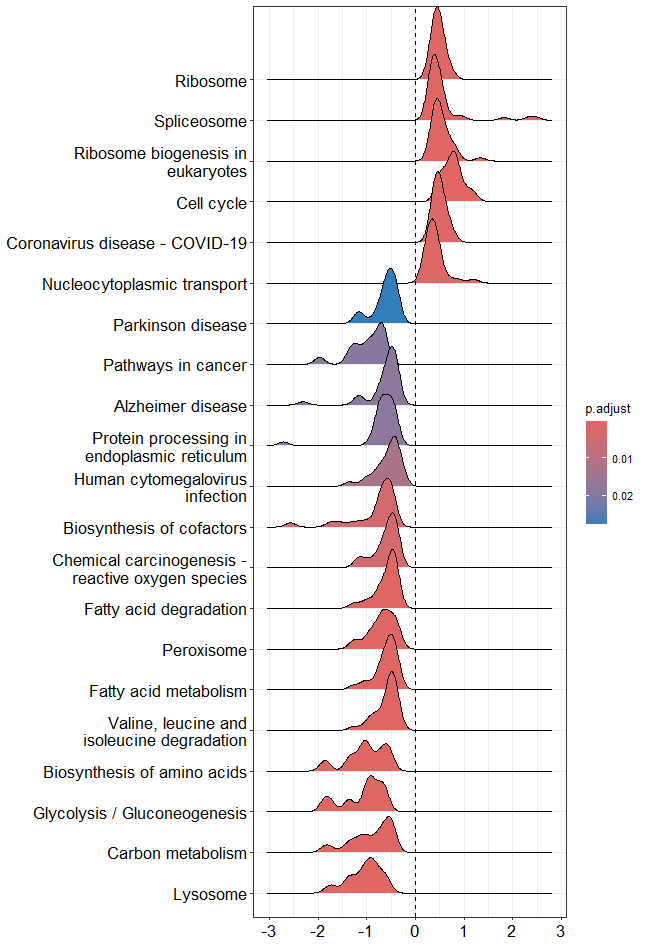 Ribosome
Spliceosome
Ribosome biogenesis in
eukaryotes
Cell cycle
Coronavirus disease - COVID-19
Nucleocytoplasmic transport
Parkinson disease
Pathways in cancer
Alzheimer disease
Protein processing in
endoplasmic reticulum
Human cytomegalovirus
infection
Biosynthesis of cofactors
Chemical carcinogenesis -
reactive oxygen species
Fatty acid degradation
Peroxisome
Fatty acid metabolism
Valine, leucine and
isoleucine degradation
Biosynthesis of amino acids
Glycolysis / Gluconeogenesis
Carbon metabolism
Lysosome
-3 -2 -1 0 1 2 3
p.adjust
0.01
0.02